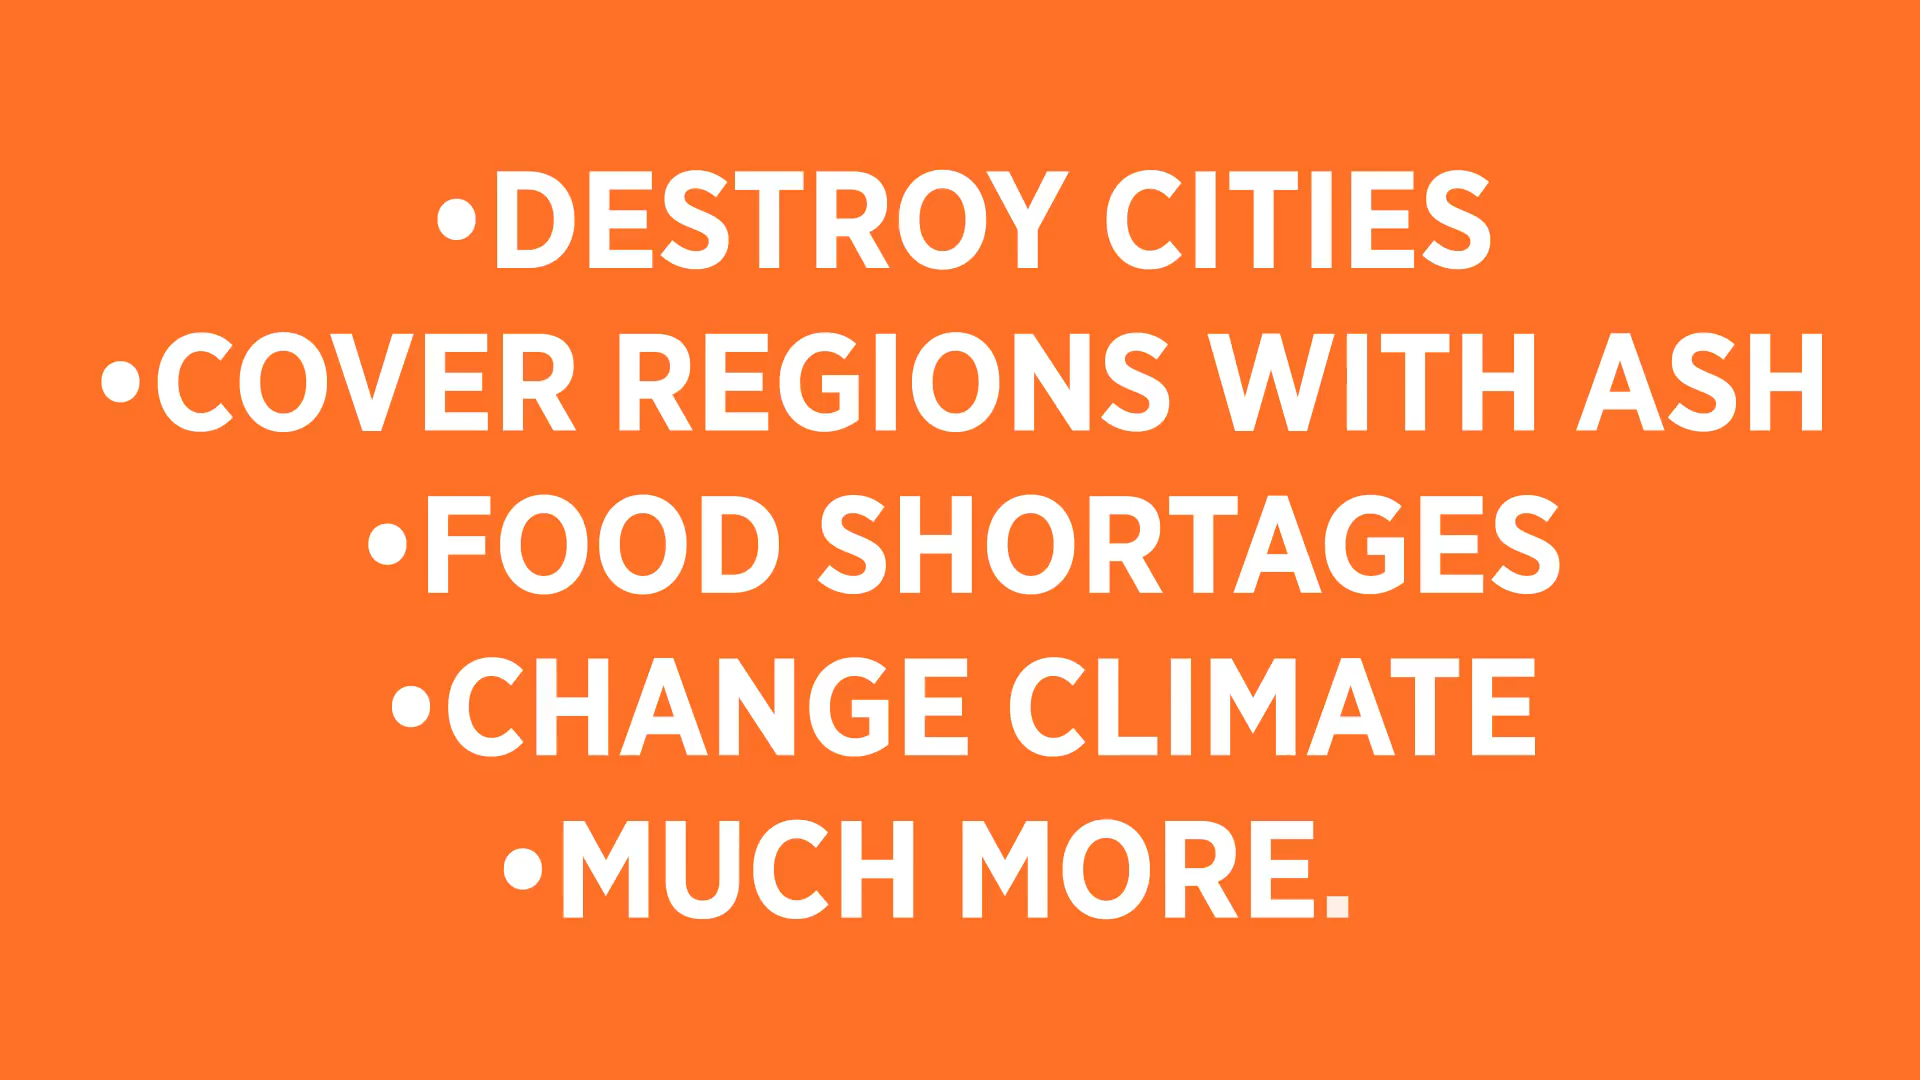 •DESTROY CITIES
•COVER REGIONS WITH ASH
•FOOD SHORTAGES
•CHANGE CLIMATE
•MUCH MORE.